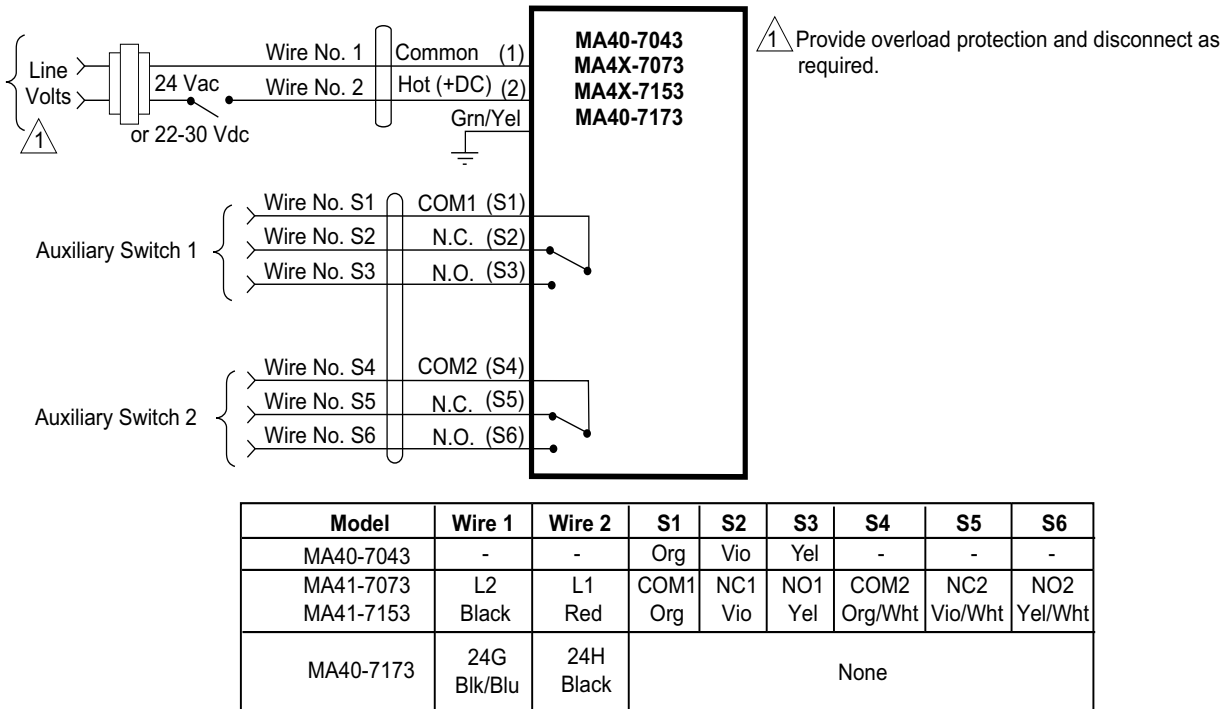 Line
Volts
1
24 Vac
or 22-30 Vdc
Wire No. 1
Common (1)
Wire No. 2
Hot (+DC) (2)
Grn/Yel
MA40-7043
MA4X-7073
MA4X-7153
MA40-7173
1 Provide overload protection and disconnect as
required.
Auxiliary Switch 1
Wire No. S1 COM1 (S1)
Wire No. S2 N.C. (S2)
Wire No. S3 N.O. (S3)
Auxiliary Switch 2
Wire No. S4 COM2 (S4)
Wire No. S5 N.C. (S5)
Wire No. S6 N.O. (S6)
Model Wire 1 Wire 2 S1 S2 S3 S4 S5 S6
MA40-7043 - - Org Vio Yel - - -
MA41-7073 L2 L1 COM1 NC1 NO1 COM2 NC2 NO2
MA41-7153 Black Red Org Vio Yel Org/Wht Vio/Wht Yel/Wht
MA40-7173 24G 24H None
Blk/Blu Black